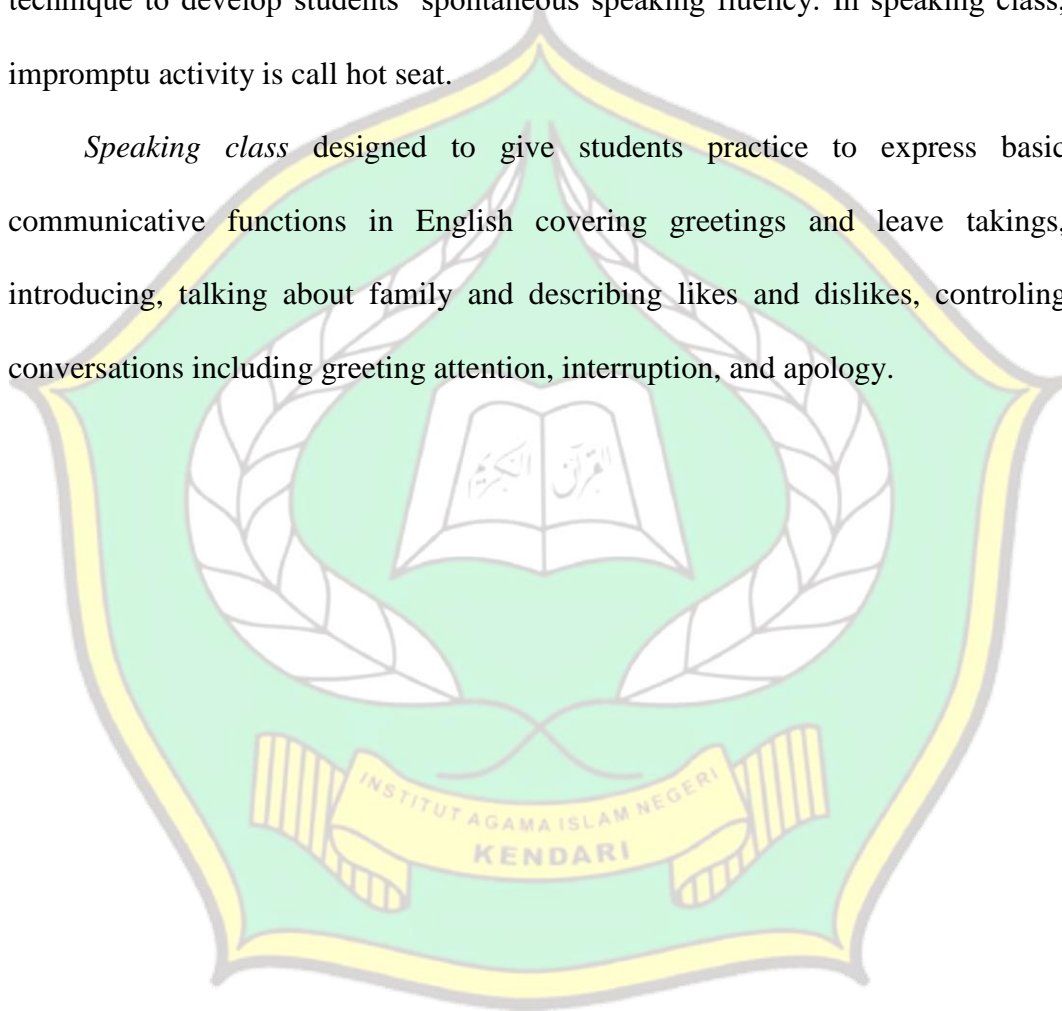 technique to develop students spontaneous speaking fluency. In speaking class,
impromptu activity is call hot seat.
Speaking class designed to give students practice to express basic
communicative functions in English covering greetings and leave takings,
introducing, talking about family and describing likes and dislikes, controling
conversations including greeting attention, interruption, and apology.
القرآن الكريم
INSTITUT AGAMA ISLAM NEGERI
KENDARI